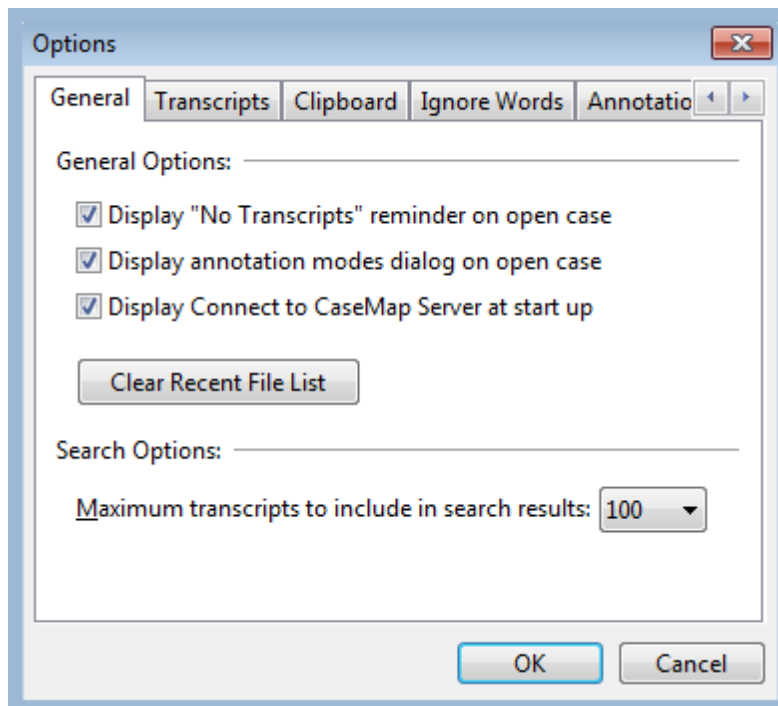 Options
General Transcripts Clipboard Ignore Words Annotatio
General Options:
Display "No Transcripts" reminder on open case
Display annotation modes dialog on open case
Display Connect to CaseMap Server at start up
Clear Recent File List
Search Options:
Maximum transcripts to include in search results: 100
OK Cancel